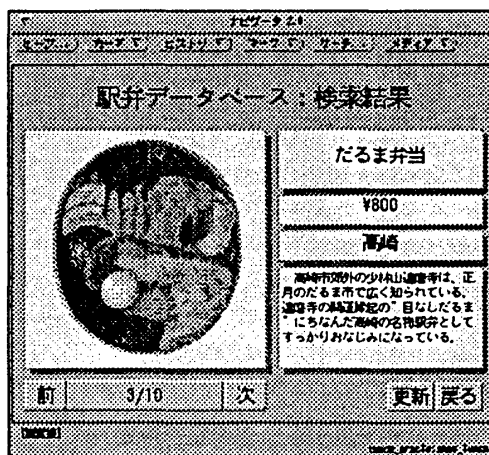 ナビゲータ 2.0
駅弁データベース：検索結果
だるま弁当
¥800
高崎
高崎市郊外の少林山達磨寺は、正
月のだるま市で広く知られている。
達磨寺の縁起の"目なしだるま
"にちなんだ高崎の名物駅弁として
すっかりおなじみになっている。
前
3/10
次
更新
戻る